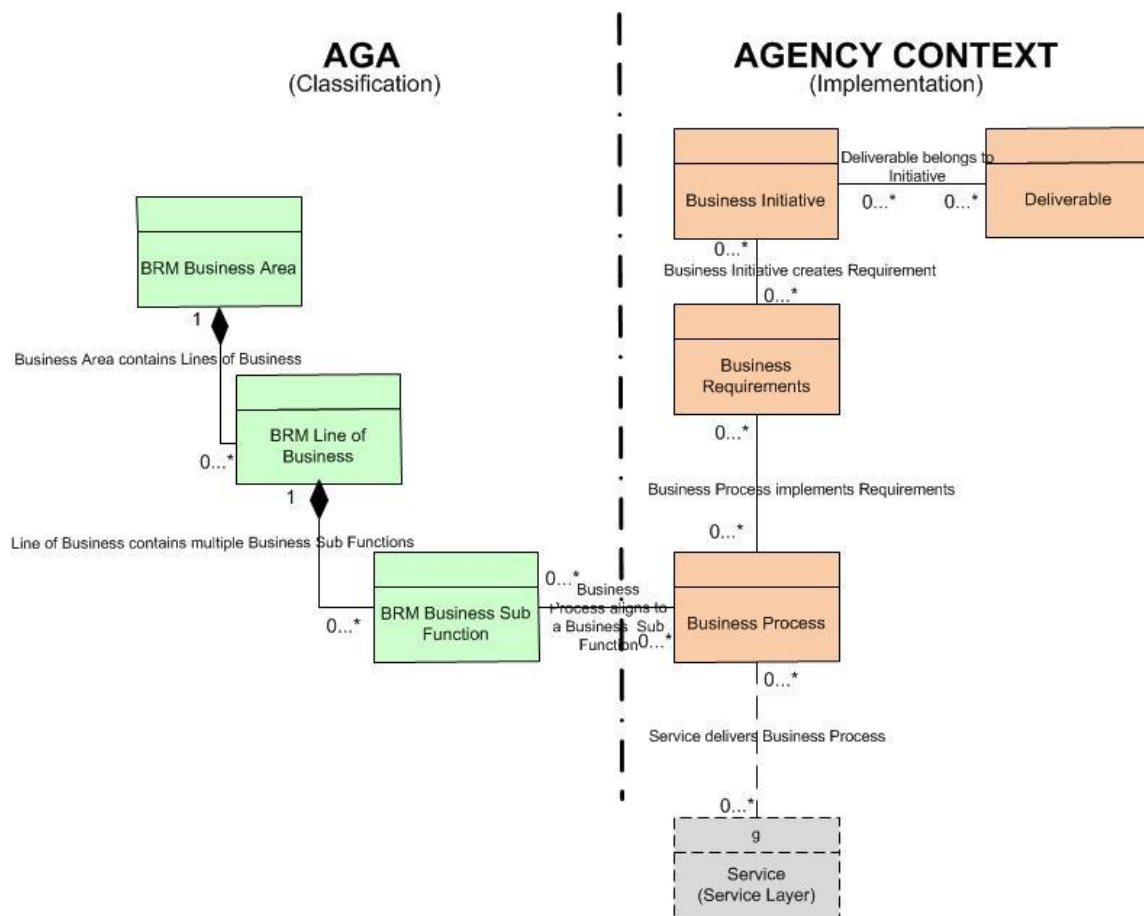 AGA
(Classification)
AGENCY CONTEXT
(Implementation)
Deliverable belongs to
Initiative
Business Initiative
0...*
0...*
Deliverable
BRM Business Area
0...*
Business Initiative creates Requirement
0...*
1
Business Area contains Lines of Business
Business
Requirements
BRM Line of
Business
0...*
0...*
1
Business Process implements Requirements
Line of Business contains multiple Business Sub Functions
0...*
0...*
Business
Process aligns to
a Business Sub
Function
BRM Business Sub
Function
0...*
0...*
Business Process
0...*
Service delivers Business Process
0...*
g
Service
(Service Layer)